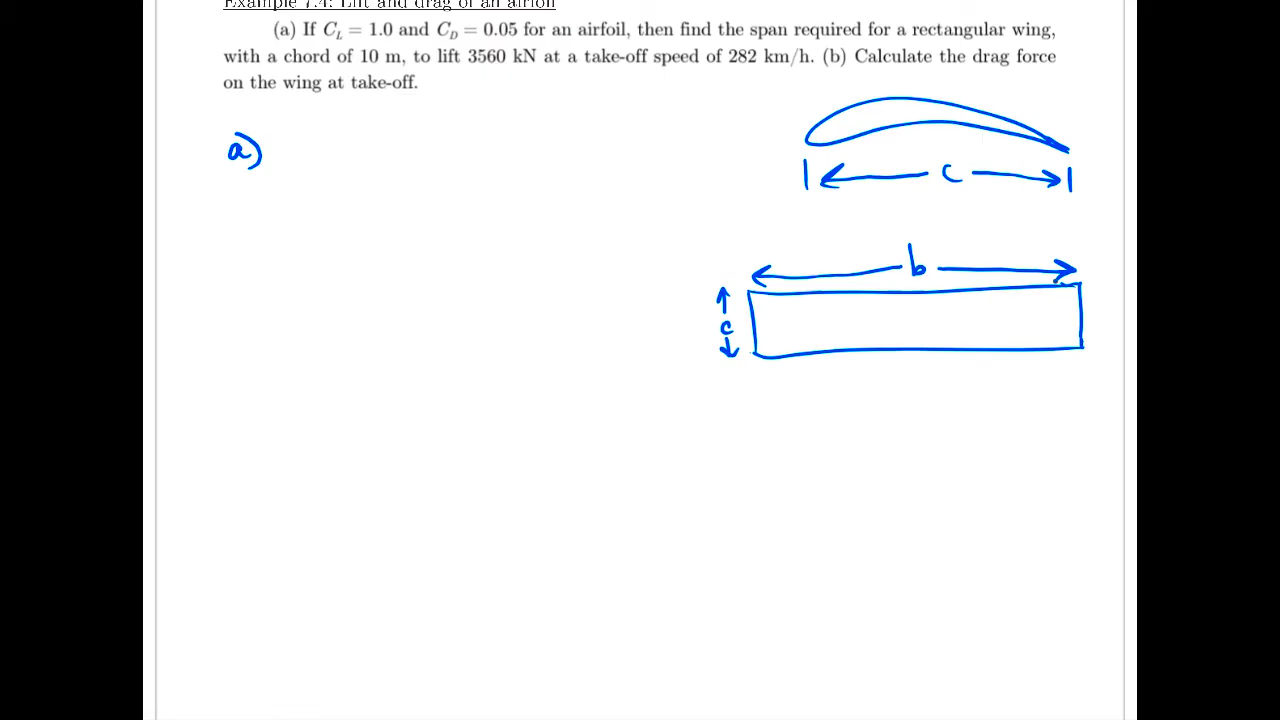 Example 7.4: Lift and drag of an airfoil
(a) If C_L = 1.0 and C_D = 0.05 for an airfoil, then find the span required for a rectangular wing,
with a chord of 10 m, to lift 3560 kN at a take-off speed of 282 km/h. (b) Calculate the drag force
on the wing at take-off.
a)
c
b
c